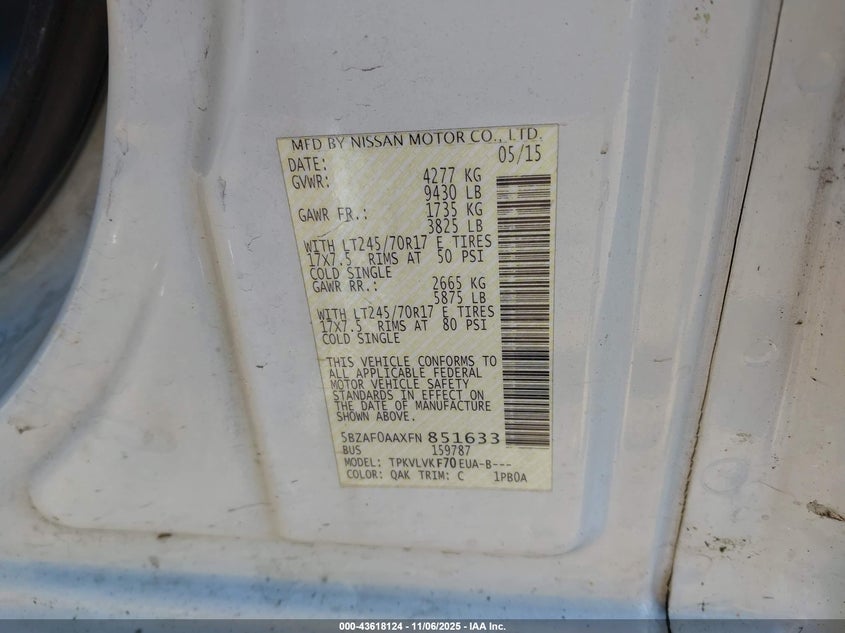 MFD BY NISSAN MOTOR CO., LTD.
DATE: 05/15
GVWR: 4277 KG
9430 LB
GAWR FR.: 1735 KG
3825 LB
WITH LT245/70R17 E TIRES
17X7.5 RIMS AT 50 PSI
COLD SINGLE
GAWR RR.: 2665 KG
5875 LB
WITH LT245/70R17 E TIRES
17X7.5 RIMS AT 80 PSI
COLD SINGLE
THIS VEHICLE CONFORMS TO
ALL APPLICABLE FEDERAL
MOTOR VEHICLE SAFETY
STANDARDS IN EFFECT ON
THE DATE OF MANUFACTURE
SHOWN ABOVE.
5BZAF0AAXFN851633
BUS 159787
MODEL: TPKVLVKF70EUA-B---
COLOR: QAK TRIM: C 1PB0A
000-43618124 - 11/06/2025 - IAA Inc.